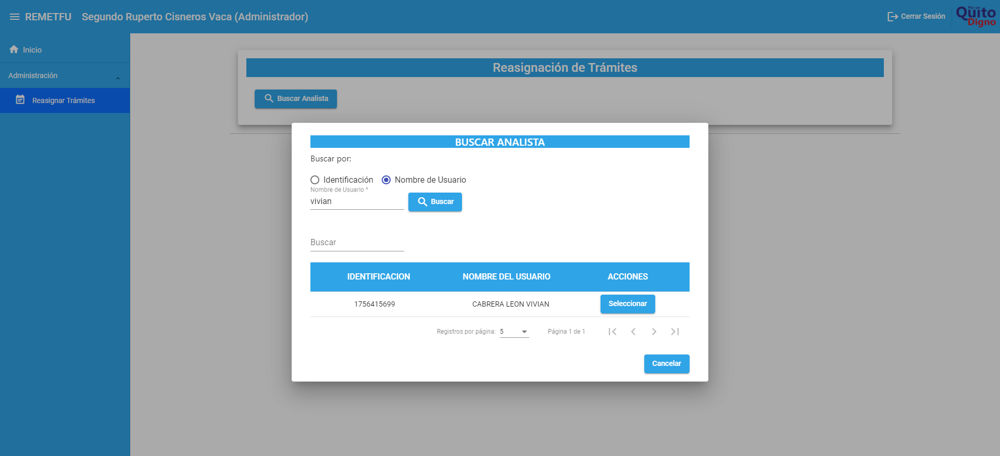 REMETFU Segundo Ruperto Cisneros Vaca (Administrador)
Cerrar Sesión
Por un
Quito
Digno
Inicio
Administración
Reasignar Trámites
Reasignación de Trámites
Buscar Analista
BUSCAR ANALISTA
Buscar por:
Identificación Nombre de Usuario
Nombre de Usuario *
vivian
Buscar
Buscar
IDENTIFICACION NOMBRE DEL USUARIO ACCIONES
1756415699 CABRERA LEON VIVIAN Seleccionar
Registros por página: 5 Página 1 de 1
Cancelar